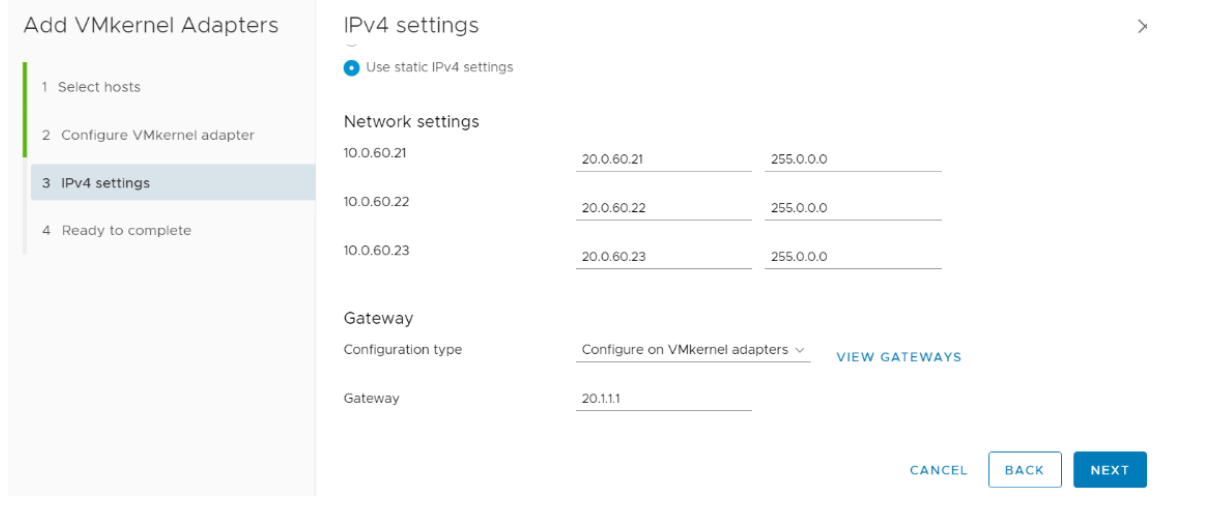 Add VMkernel Adapters
1 Select hosts
2 Configure VMkernel adapter
3 IPv4 settings
4 Ready to complete
IPv4 settings
Use static IPv4 settings
Network settings
10.0.60.21 20.0.60.21 255.0.0.0
10.0.60.22 20.0.60.22 255.0.0.0
10.0.60.23 20.0.60.23 255.0.0.0
Gateway
Configuration type Configure on VMkernel adapters VIEW GATEWAYS
Gateway 20.1.1.1
CANCEL BACK NEXT